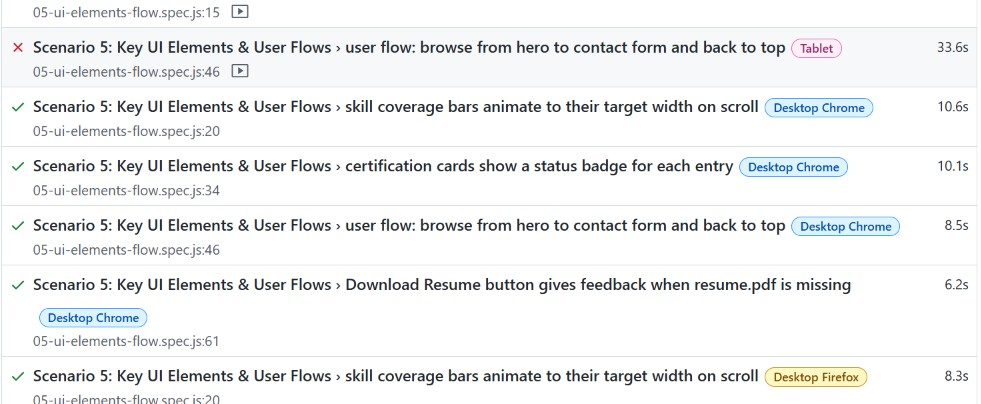 05-ui-elements-flow.spec.js:15
Scenario 5: Key UI Elements & User Flows › user flow: browse from hero to contact form and back to top Tablet 33.6s
05-ui-elements-flow.spec.js:46
Scenario 5: Key UI Elements & User Flows › skill coverage bars animate to their target width on scroll Desktop Chrome 10.6s
05-ui-elements-flow.spec.js:20
Scenario 5: Key UI Elements & User Flows › certification cards show a status badge for each entry Desktop Chrome 10.1s
05-ui-elements-flow.spec.js:34
Scenario 5: Key UI Elements & User Flows › user flow: browse from hero to contact form and back to top Desktop Chrome 8.5s
05-ui-elements-flow.spec.js:46
Scenario 5: Key UI Elements & User Flows › Download Resume button gives feedback when resume.pdf is missing 6.2s
Desktop Chrome
05-ui-elements-flow.spec.js:61
Scenario 5: Key UI Elements & User Flows › skill coverage bars animate to their target width on scroll Desktop Firefox 8.3s
05-ui-elements-flow.spec.js:20